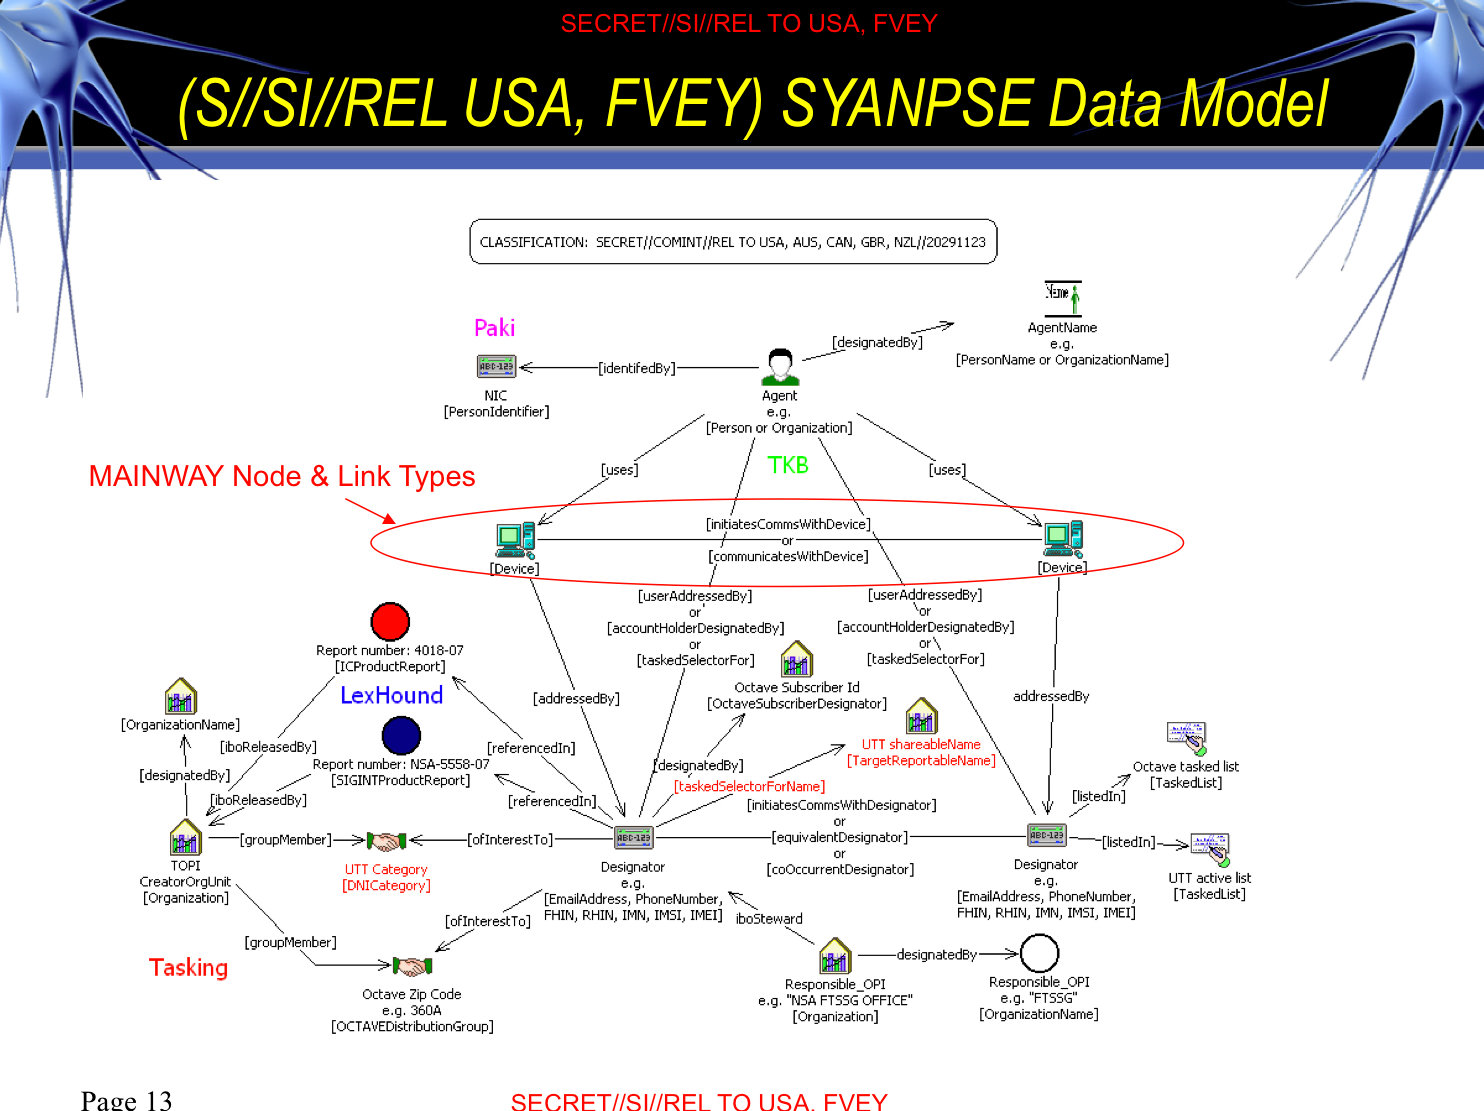 SECRET//SI//REL TO USA, FVEY
(S//SI//REL USA, FVEY) SYANPSE Data Model
CLASSIFICATION: SECRET//COMINT//REL TO USA, AUS, CAN, GBR, NZL//20291123
Name
AgentName
e.g.
[PersonName or OrganizationName]
[designatedBy]
Paki
ABC-123
NIC
[PersonIdentifier]
[identifedBy]
Agent
e.g.
[Person or Organization]
TKB
MAINWAY Node & Link Types
[uses]
[uses]
[initiatesCommsWithDevice]
or
[communicatesWithDevice]
[Device]
[Device]
[userAddressedBy]
or
[accountHolderDesignatedBy]
or
[taskedSelectorFor]
[userAddressedBy]
or
[accountHolderDesignatedBy]
or
[taskedSelectorFor]
Report number: 4018-07
[ICProductReport]
LexHound
Report number: NSA-5558-07
[SIGINTProductReport]
[OrganizationName]
[iboReleasedBy]
[designatedBy]
[iboReleasedBy]
[referencedIn]
[referencedIn]
[addressedBy]
addressedBy
Octave Subscriber Id
[OctaveSubscriberDesignator]
UTT shareableName
[TargetReportableName]
[designatedBy]
[taskedSelectorForName]
[initiatesCommsWithDesignator]
or
[equivalentDesignator]
or
[coOccurrentDesignator]
Octave tasked list
[TaskedList]
[listedIn]
[listedIn]
UTT active list
[TaskedList]
TOPI
CreatorOrgUnit
[Organization]
[groupMember]
[ofInterestTo]
UTT Category
[DNICategory]
ABC-123
Designator
e.g.
[EmailAddress, PhoneNumber,
FHIN, RHIN, IMN, IMSI, IMEI]
ABC-123
Designator
e.g.
[EmailAddress, PhoneNumber,
FHIN, RHIN, IMN, IMSI, IMEI]
[ofInterestTo]
iboSteward
[groupMember]
Tasking
Octave Zip Code
e.g. 360A
[OCTAVEDistributionGroup]
Responsible_OPI
e.g. "NSA FTSSG OFFICE"
[Organization]
designatedBy
Responsible_OPI
e.g. "FTSSG"
[OrganizationName]
Page 13
SECRET//SI//REL TO USA, FVEY